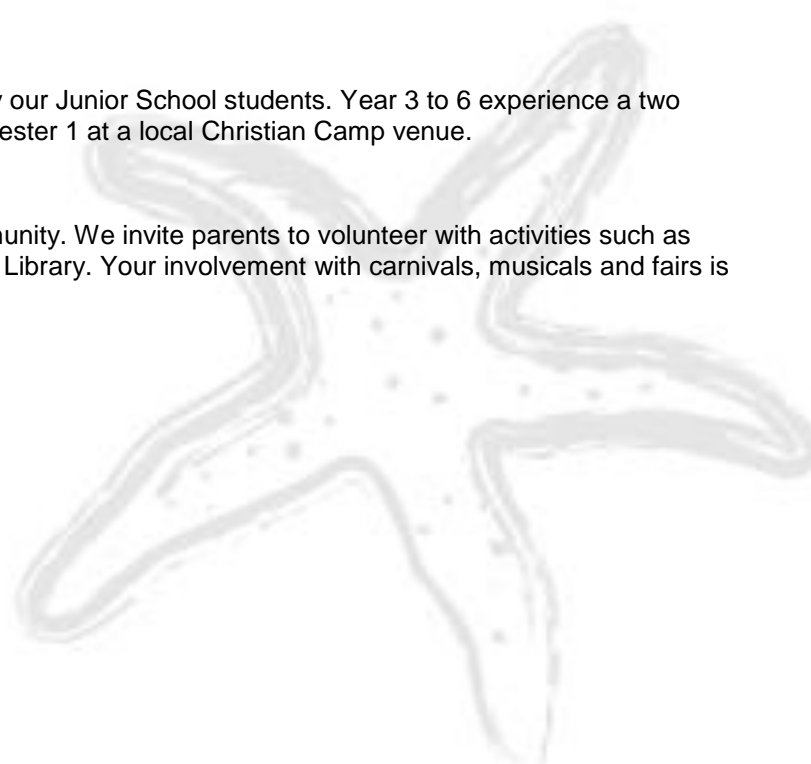 our Junior School students. Year 3 to 6 experience a two
ester 1 at a local Christian Camp venue.
unity. We invite parents to volunteer with activities such as
Library. Your involvement with carnivals, musicals and fairs is